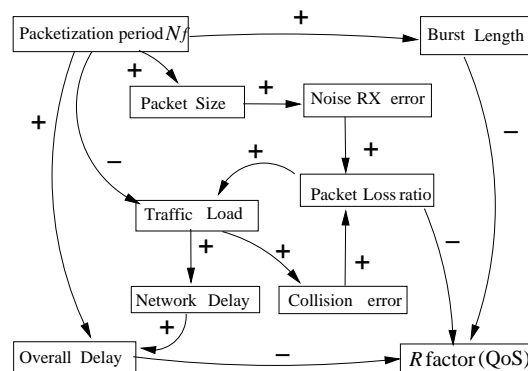 Packetization period Nf
+
Burst Length
+
+
Packet Size
Noise RX error
+
−
−
+
+
Packet Loss ratio
Traffic Load
−
+
+
+
Network Delay
Collision error
+
Overall Delay
−
R factor (QoS)